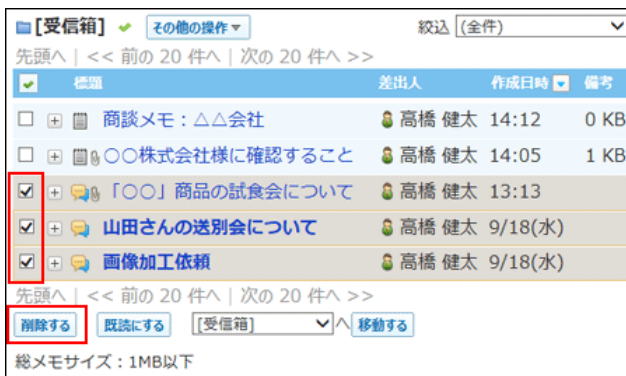 [受信箱] その他の操作▼ 絞込 (全件)
先頭へ | << 前の 20 件へ | 次の 20 件へ >>
標題 差出人 作成日時 備考
商談メモ:△△会社 高橋 健太 14:12 0 KB
〇〇株式会社様に確認すること 高橋 健太 14:05 1 KB
「〇〇」商品の試食会について 高橋 健太 13:13
山田さんの送別会について 高橋 健太 9/18(水)
画像加工依頼 高橋 健太 9/18(水)
先頭へ | << 前の 20 件へ | 次の 20 件へ >>
削除する 既読にする [受信箱] へ 移動する
総メモサイズ:1MB以下